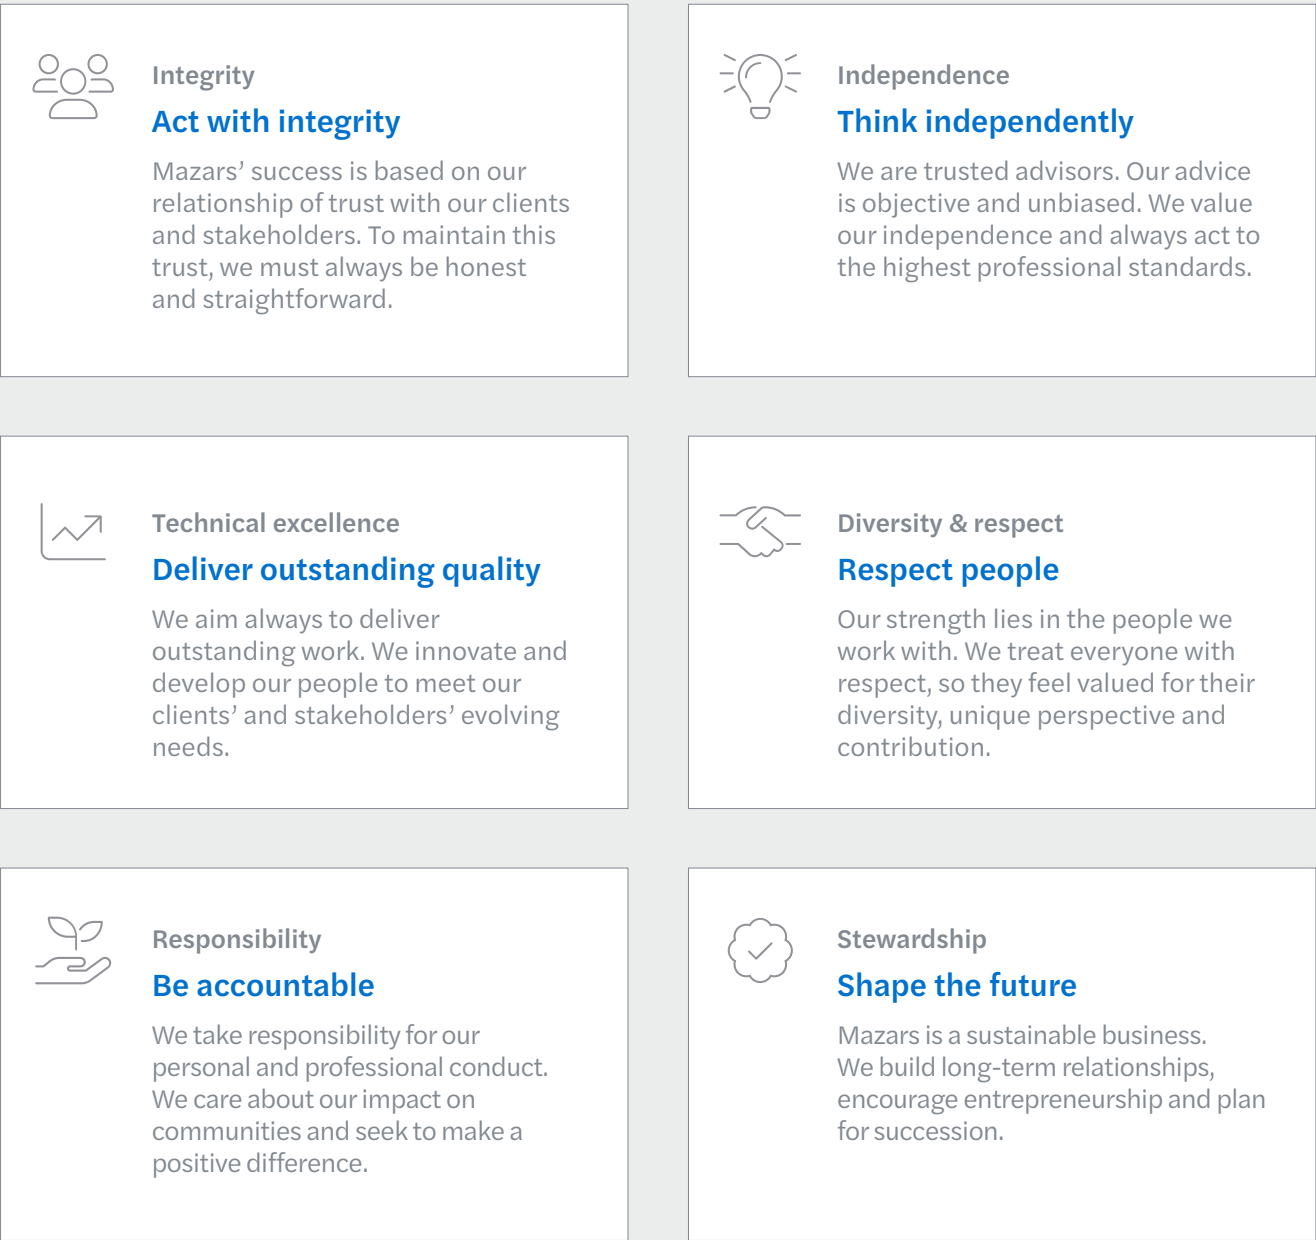 Integrity
Act with integrity
Mazars’ success is based on our
relationship of trust with our clients
and stakeholders. To maintain this
trust, we must always be honest
and straightforward.
Independence
Think independently
We are trusted advisors. Our advice
is objective and unbiased. We value
our independence and always act to
the highest professional standards.
Technical excellence
Deliver outstanding quality
We aim always to deliver
outstanding work. We innovate and
develop our people to meet our
clients’ and stakeholders’ evolving
needs.
Diversity & respect
Respect people
Our strength lies in the people we
work with. We treat everyone with
respect, so they feel valued for their
diversity, unique perspective and
contribution.
Responsibility
Be accountable
We take responsibility for our
personal and professional conduct.
We care about our impact on
communities and seek to make a
positive difference.
Stewardship
Shape the future
Mazars is a sustainable business.
We build long-term relationships,
encourage entrepreneurship and plan
for succession.